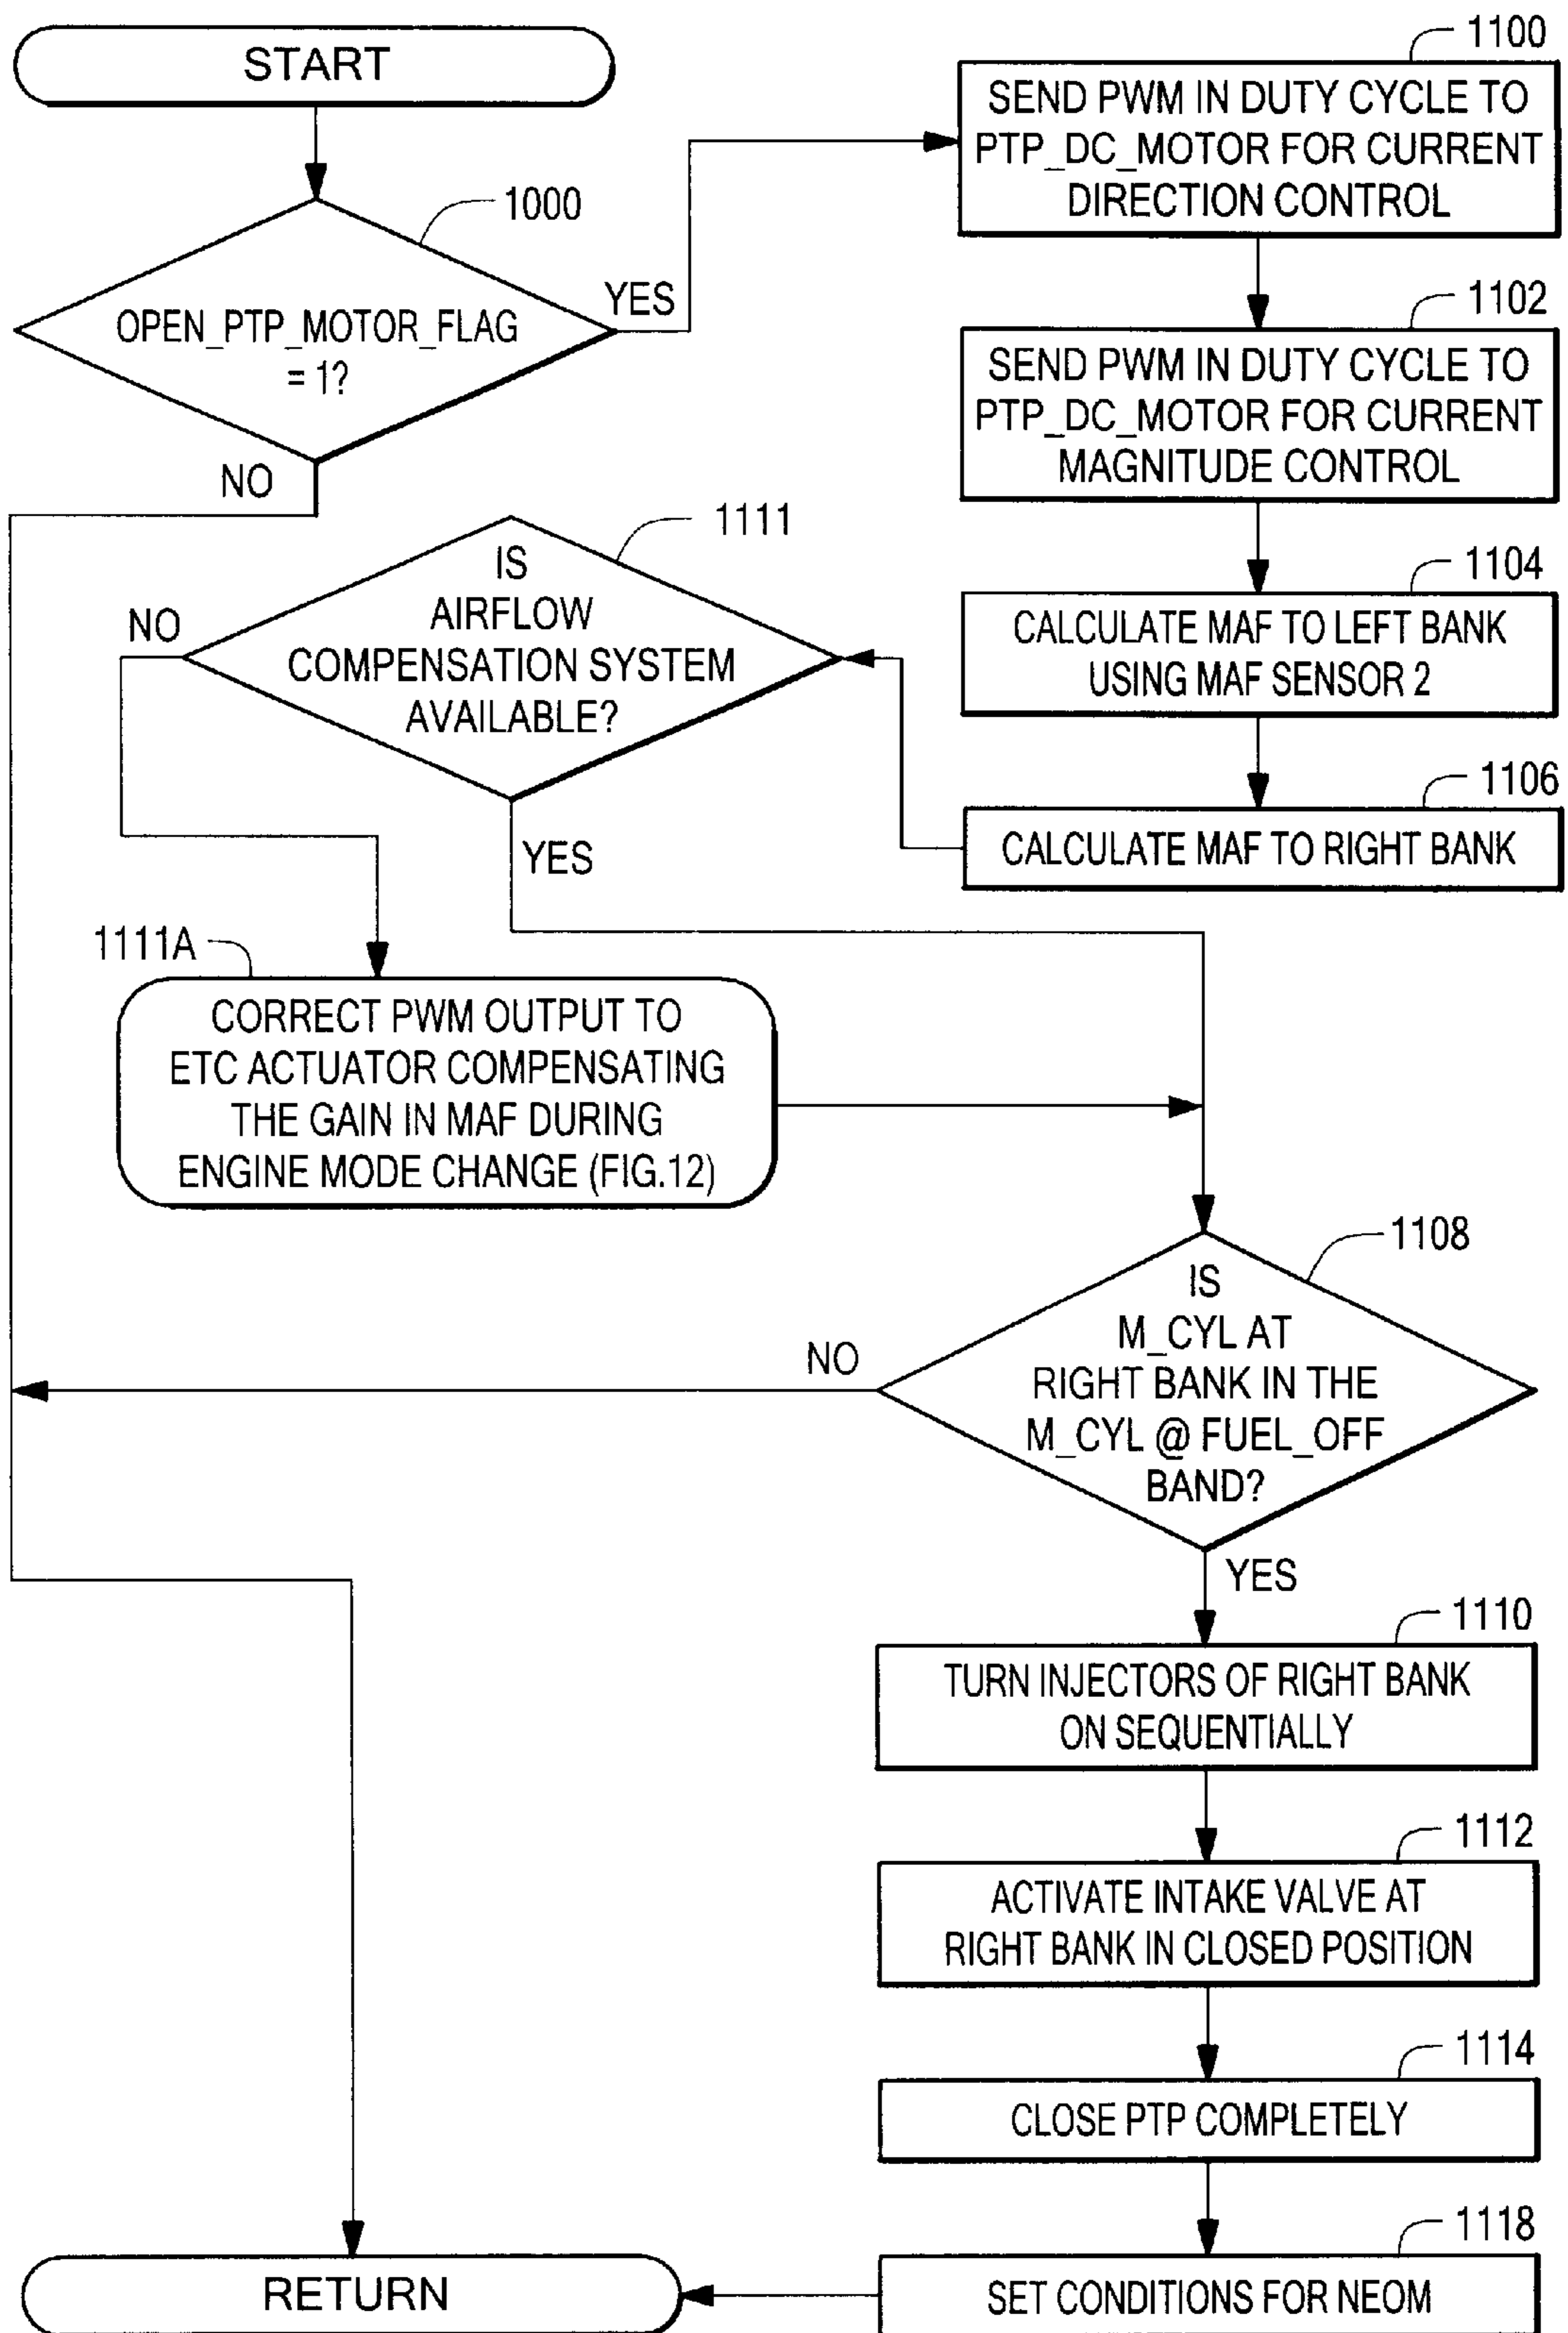 START
1000
OPEN_PTP_MOTOR_FLAG
= 1?
YES
NO
1100
SEND PWM IN DUTY CYCLE TO
PTP_DC_MOTOR FOR CURRENT
DIRECTION CONTROL
1102
SEND PWM IN DUTY CYCLE TO
PTP_DC_MOTOR FOR CURRENT
MAGNITUDE CONTROL
1104
CALCULATE MAF TO LEFT BANK
USING MAF SENSOR 2
1106
CALCULATE MAF TO RIGHT BANK
1111
IS
AIRFLOW
COMPENSATION SYSTEM
AVAILABLE?
NO
YES
1111A
CORRECT PWM OUTPUT TO
ETC ACTUATOR COMPENSATING
THE GAIN IN MAF DURING
ENGINE MODE CHANGE (FIG.12)
1108
IS
M_CYL AT
RIGHT BANK IN THE
M_CYL @ FUEL_OFF
BAND?
NO
YES
1110
TURN INJECTORS OF RIGHT BANK
ON SEQUENTIALLY
1112
ACTIVATE INTAKE VALVE AT
RIGHT BANK IN CLOSED POSITION
1114
CLOSE PTP COMPLETELY
1118
SET CONDITIONS FOR NEOM
RETURN